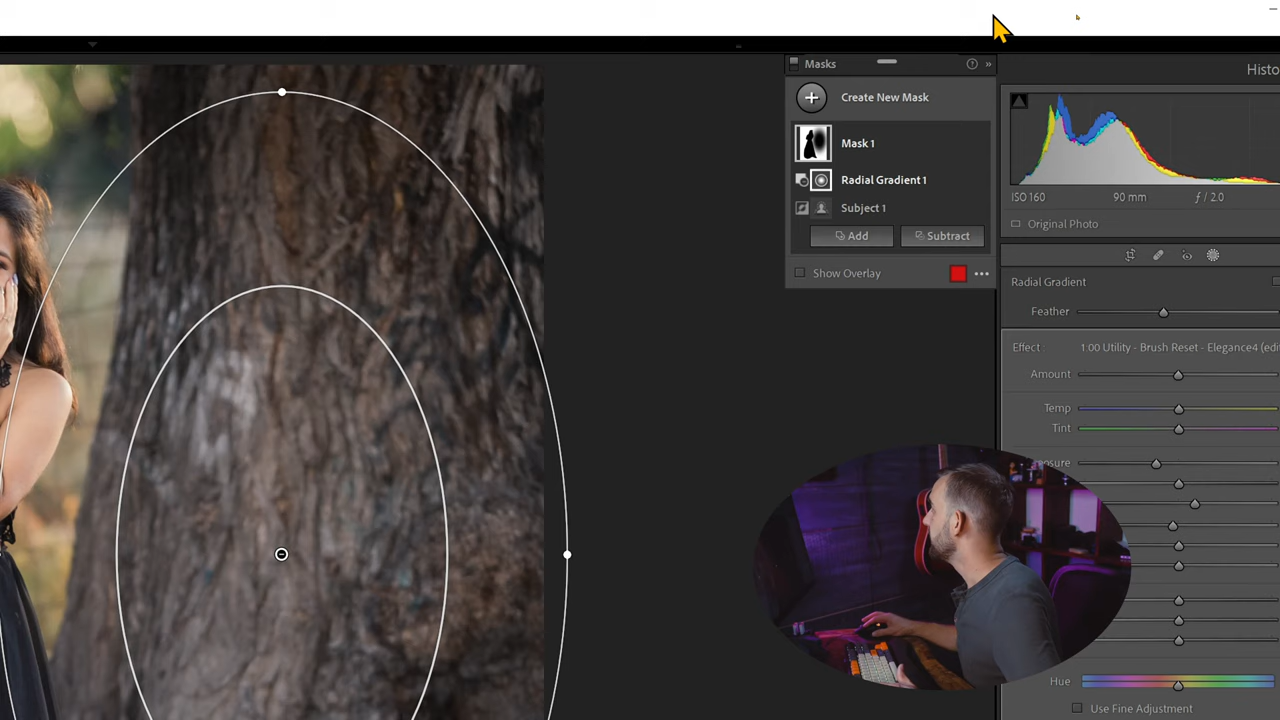 Masks
Create New Mask
Mask 1
Radial Gradient 1
Subject 1
Add
Subtract
Show Overlay
Histo
ISO 160 90 mm ƒ / 2.0
Original Photo
Radial Gradient
Feather
Effect : 1:00 Utility - Brush Reset - Elegance4 (edi
Amount
Temp
Tint
osure
Hue
Use Fine Adjustment